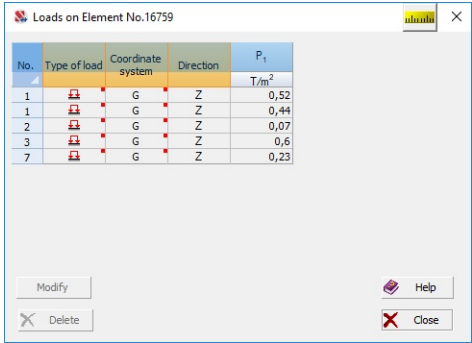 Loads on Element No.16759
No. Type of load Coordinate system Direction P₁
T/m²
1 G Z 0,52
1 G Z 0,44
2 G Z 0,07
3 G Z 0,6
7 G Z 0,23
Modify Help
Delete Close